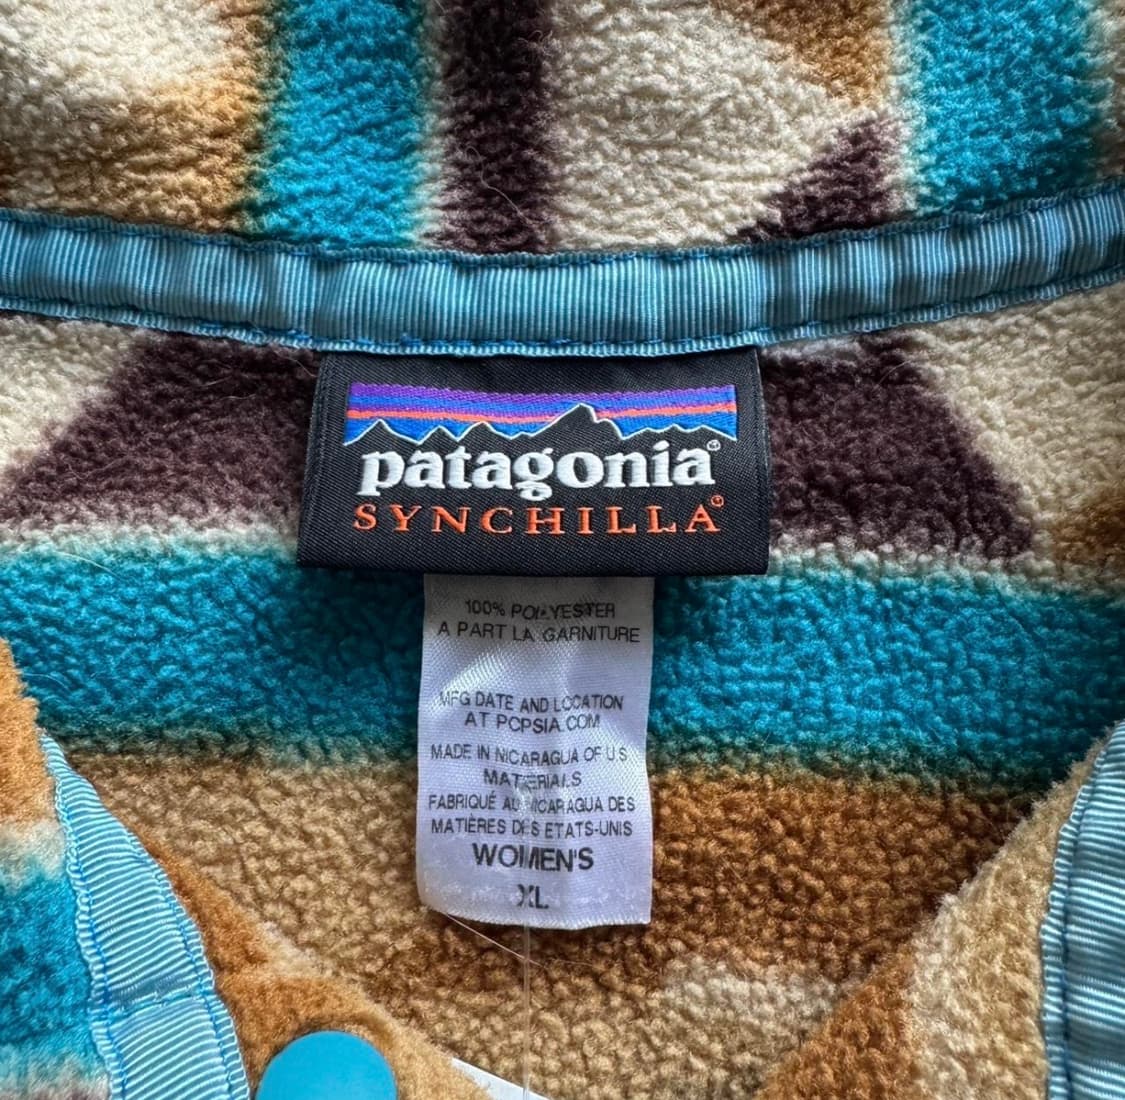 patagonia®
SYNCHILLA®
100% POLYESTER
A PART LA GARNITURE
MFG DATE AND LOCATION
AT PCPSIA.COM
MADE IN NICARAGUA OF U.S.
MATERIALS
FABRIQUÉ AU NICARAGUA DES
MATIÈRES DES ETATS-UNIS
WOMEN'S
XL